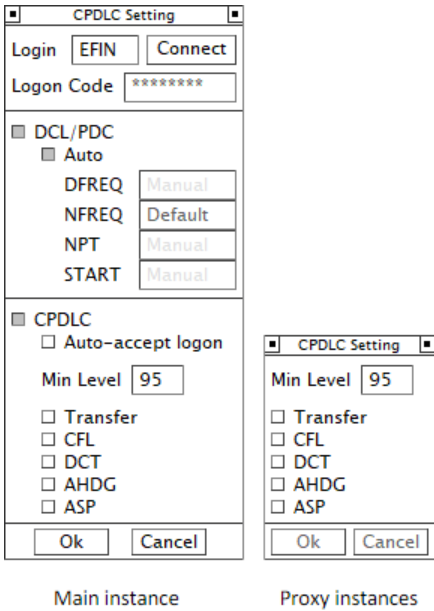 CPDLC Setting
Login EFIN Connect
Logon Code ********
DCL/PDC
Auto
DFREQ Manual
NFREQ Default
NPT Manual
START Manual
CPDLC
Auto-accept logon
Min Level 95
Transfer
CFL
DCT
AHDG
ASP
Ok Cancel
Main instance
CPDLC Setting
Min Level 95
Transfer
CFL
DCT
AHDG
ASP
Ok Cancel
Proxy instances